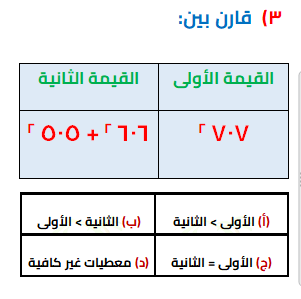 ٣) قارن بين:
القيمة الأولى القيمة الثانية
٧٠٧ ٢ ٦٠٦ ٢ + ٥٠٥ ٢
(أ) الأولى > الثانية (ب) الثانية > الأولى
(ج) الأولى = الثانية (د) معطيات غير كافية